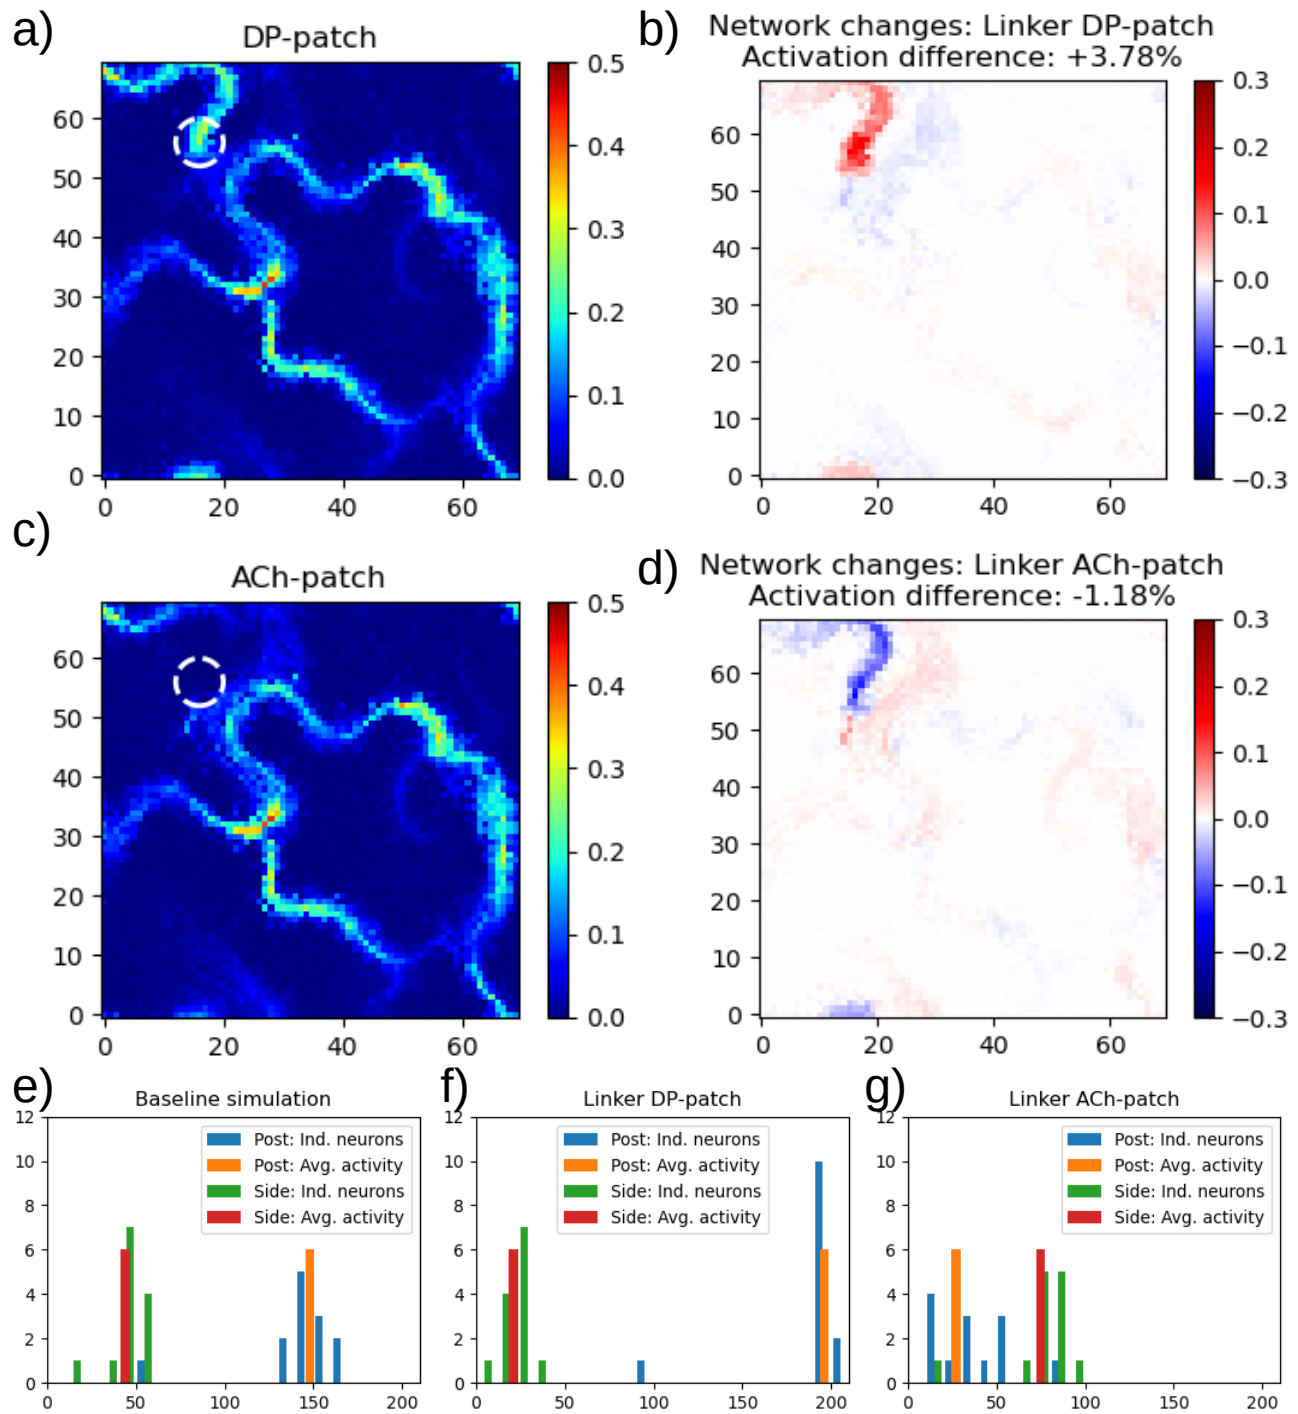 a)
DP-patch
60
50
40
30
20
10
0
0 20 40 60
0.5
0.4
0.3
0.2
0.1
0.0
b)
Network changes: Linker DP-patch
Activation difference: +3.78%
60
50
40
30
20
10
0
0 20 40 60
0.3
0.2
0.1
0.0
−0.1
−0.2
−0.3
c)
ACh-patch
60
50
40
30
20
10
0
0 20 40 60
0.5
0.4
0.3
0.2
0.1
0.0
d)
Network changes: Linker ACh-patch
Activation difference: -1.18%
60
50
40
30
20
10
0
0 20 40 60
0.3
0.2
0.1
0.0
−0.1
−0.2
−0.3
e)
Baseline simulation
12
10
8
6
4
2
0
0 50 100 150 200
Post: Ind. neurons
Post: Avg. activity
Side: Ind. neurons
Side: Avg. activity
f)
Linker DP-patch
12
10
8
6
4
2
0
0 50 100 150 200
Post: Ind. neurons
Post: Avg. activity
Side: Ind. neurons
Side: Avg. activity
g)
Linker ACh-patch
12
10
8
6
4
2
0
0 50 100 150 200
Post: Ind. neurons
Post: Avg. activity
Side: Ind. neurons
Side: Avg. activity